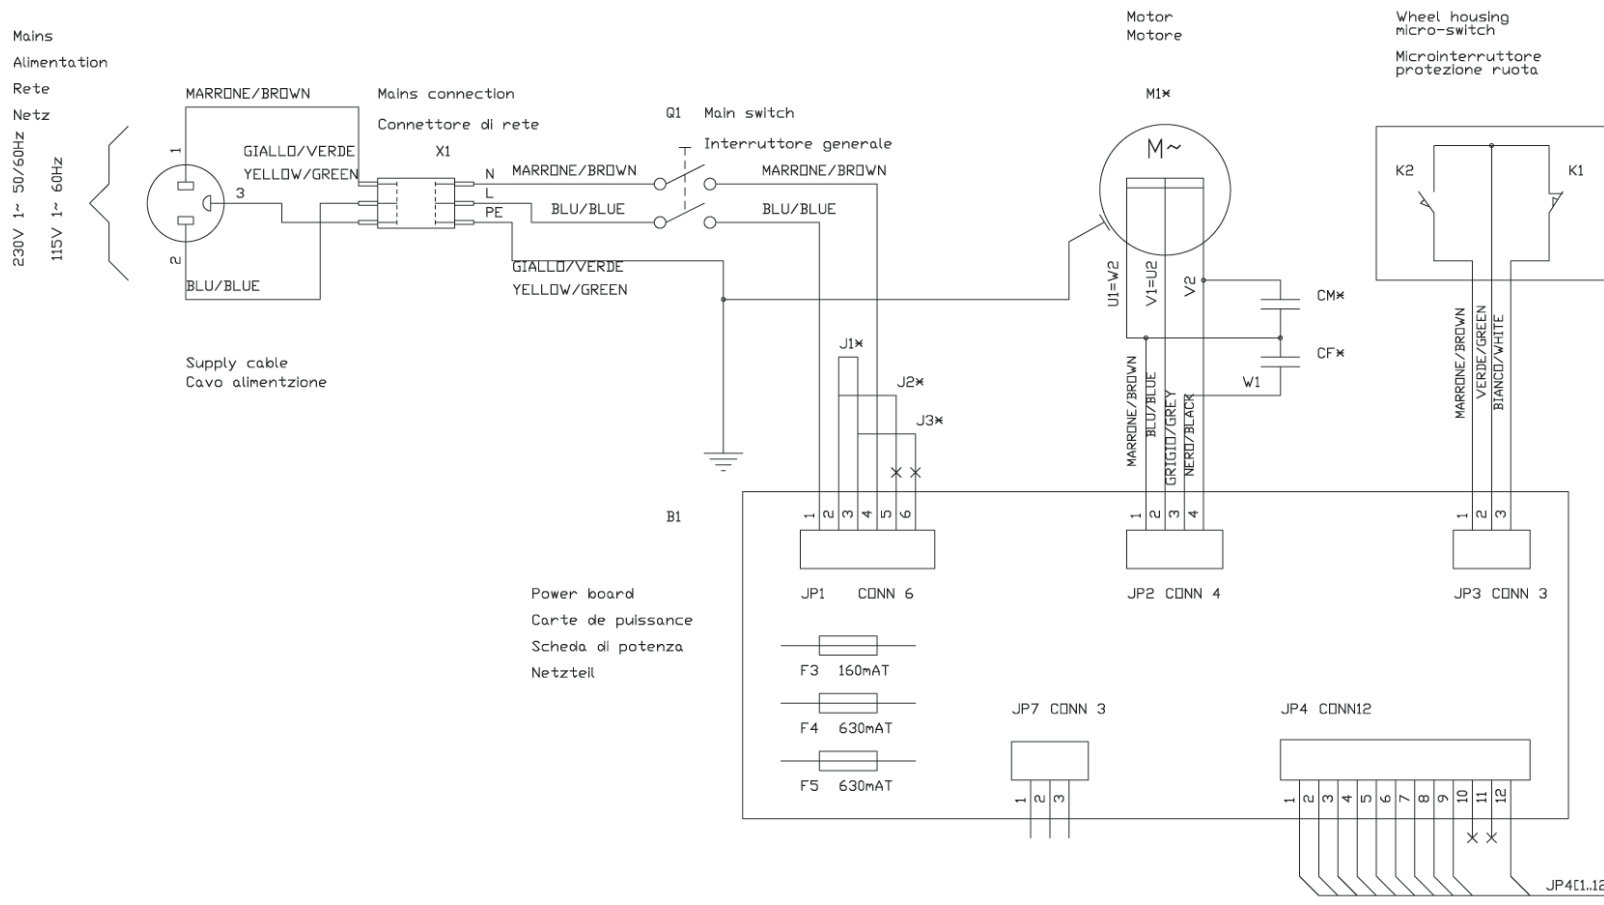 Mains
Alimentation
Rete
Netz
230V 1~ 50/60Hz
115V 1~ 60Hz
MARRONE/BROWN
1
GIALLO/VERDE
YELLOW/GREEN
3
2
BLU/BLUE
Supply cable
Cavo alimentzione
Mains connection
Connettore di rete
X1
N
L
PE
MARRONE/BROWN
BLU/BLUE
GIALLO/VERDE
YELLOW/GREEN
Q1 Main switch
Interruttore generale
MARRONE/BROWN
BLU/BLUE
J1*
J2*
J3*
Motor
Motore
M1*
M~
U1=W2
V1=U2
V2
CM*
CF*
W1
MARRONE/BROWN
BLU/BLUE
GRIGIO/GREY
NERO/BLACK
Wheel housing
micro-switch
Microinterruttore
protezione ruota
K2
K1
MARRONE/BROWN
VERDE/GREEN
BIANCO/WHITE
B1
Power board
Carte de puissance
Scheda di potenza
Netzteil
1 2 3 4 5 6
JP1 CONN 6
1 2 3 4
JP2 CONN 4
1 2 3
JP3 CONN 3
F3 160mAT
F4 630mAT
F5 630mAT
JP7 CONN 3
1 2 3
JP4 CONN12
1 2 3 4 5 6 7 8 9 10 11 12
JP4[1..12